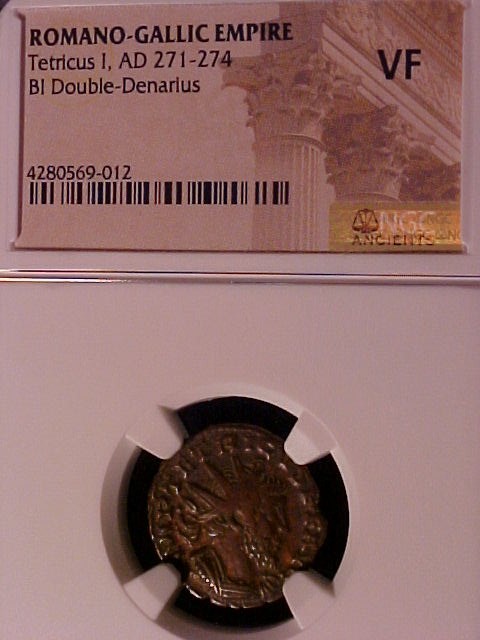 ROMANO-GALLIC EMPIRE
Tetricus I, AD 271-274
VF
BI Double-Denarius
4280569-012
NGC
ANCIENTS